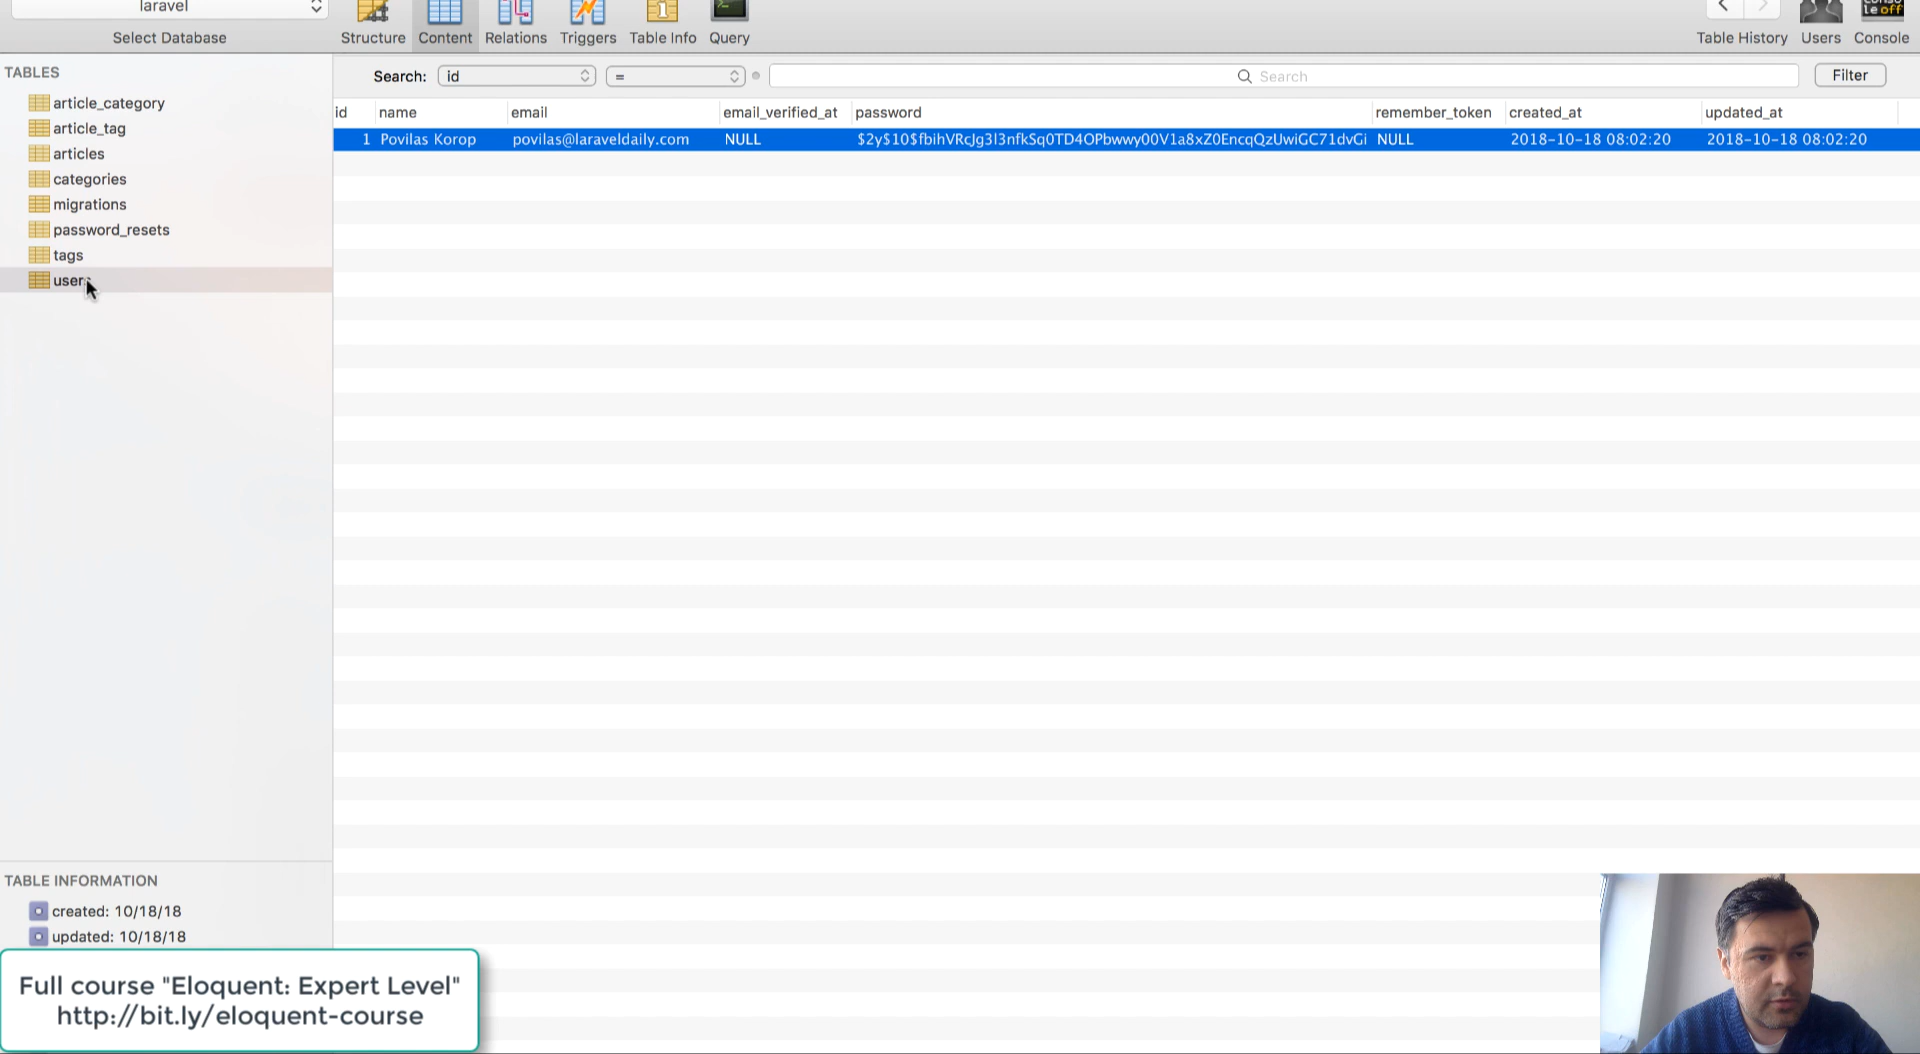 laravel
Select Database
Structure Content Relations Triggers Table Info Query
Table History Users Console
off
TABLES
article_category
article_tag
articles
categories
migrations
password_resets
tags
users
Search: id = Search Filter
id name email email_verified_at password remember_token created_at updated_at
1 Povilas Korop povilas@laraveldaily.com NULL $2y$10$fbihVRcJg3l3nfkSq0TD4OPbwwy00V1a8xZ0EncqQzUwiGC71dvGi NULL 2018-10-18 08:02:20 2018-10-18 08:02:20
TABLE INFORMATION
created: 10/18/18
updated: 10/18/18
Full course "Eloquent: Expert Level"
http://bit.ly/eloquent-course